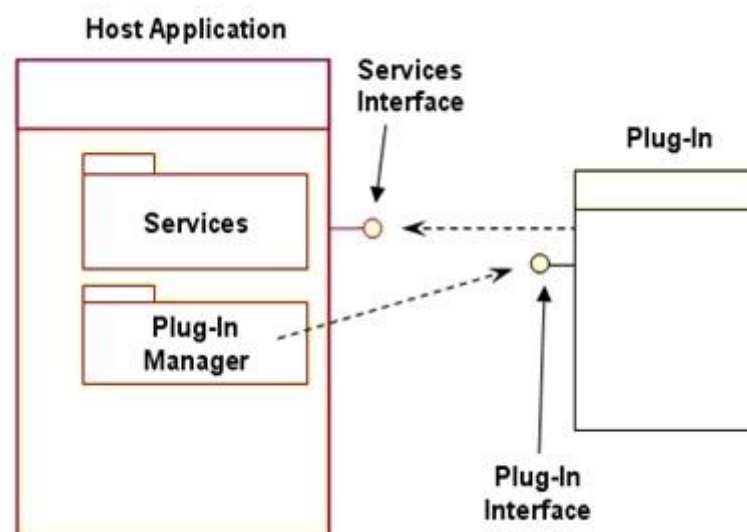 Host Application
Services
Interface
Plug-In
Services
Plug-In
Manager
Plug-In
Interface